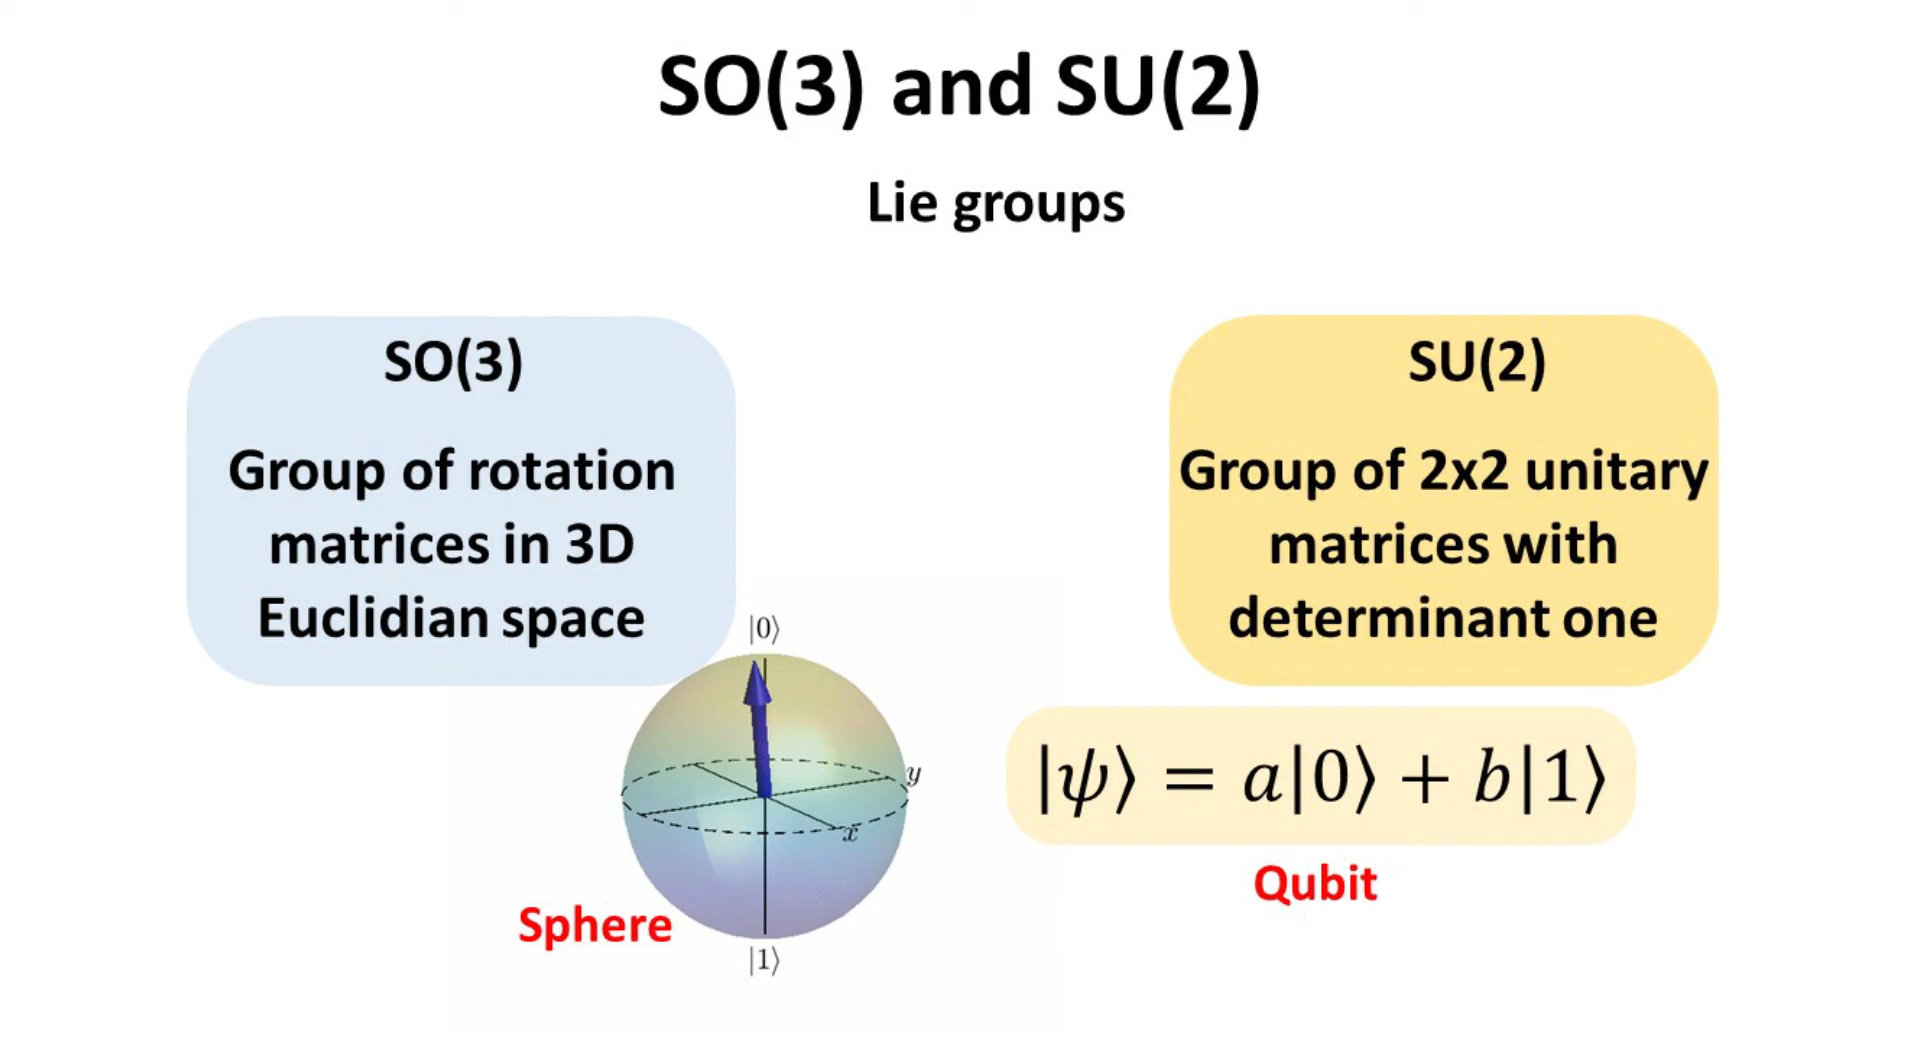 SO(3) and SU(2)
Lie groups
SO(3)
Group of rotation
matrices in 3D
Euclidian space
SU(2)
Group of 2x2 unitary
matrices with
determinant one
|0⟩
y
x
|1⟩
Sphere
|ψ⟩ = a|0⟩ + b|1⟩
Qubit